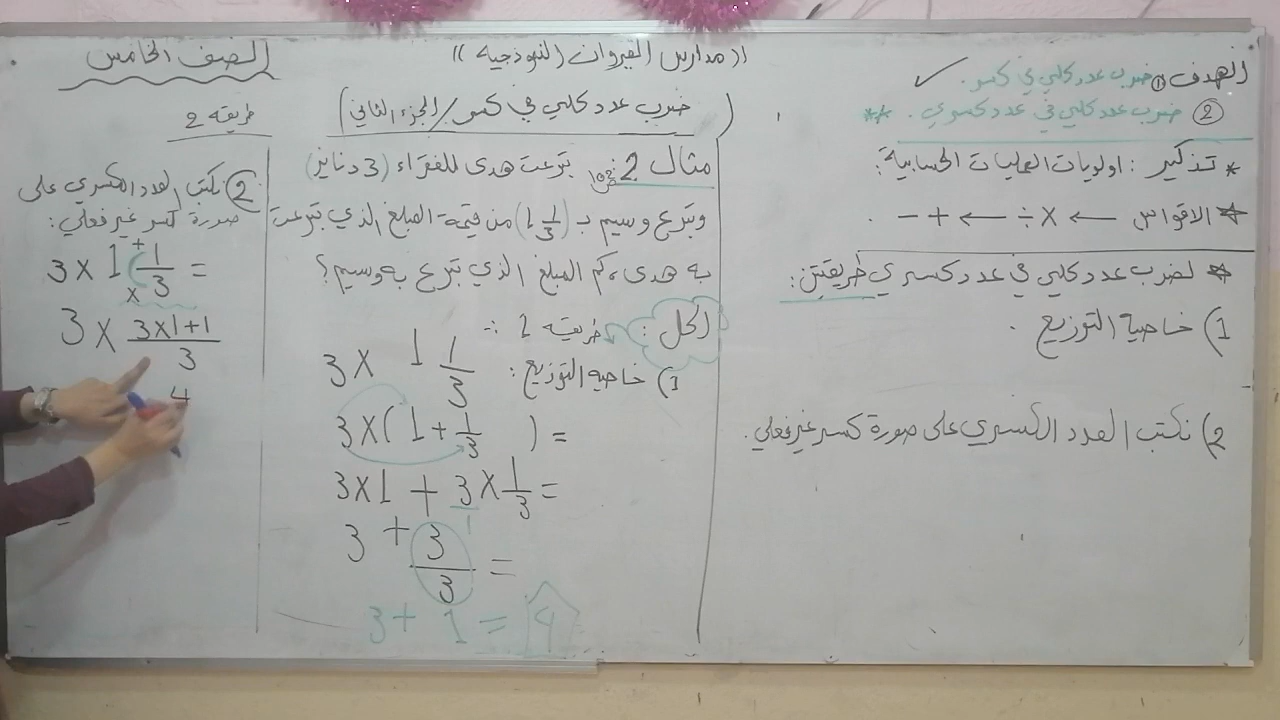 (( مدارس القيروان النموذجية ))
الصف الخامس
الهدف: ① ضرب عدد كلي في كسر. ✓
② ضرب عدد كلي في عدد كسري. **
* تذكير: اولويات العمليات الحسابية:
* الاقواس ← × ÷ ← + −
* لضرب عدد كلي في عدد كسري طريقتين:
1) خاصية التوزيع.
2) نكتب العدد الكسري على صورة كسر غير فعلي.
(ضرب عدد كلي في كسر / الجزء الثاني)
مثال 2 تبرعت هدى للفقراء (3 دنانير)
وتبرع وسيم بـ (1 1/3) من قيمة المبلغ الذي تبرعت
به هدى، كم المبلغ الذي تبرع به وسيم؟
الحل: طريقة 1 :-
1) خاصية التوزيع:
3 × 1 1/3
3 × (1 + 1/3) =
3×1 + 3×1/3 =
3 + 3/3 =
3 + 1 = 4
طريقة 2
② نكتب العدد الكسري على
صورة كسر غير فعلي:
3 × 1 1/3 =
+
×
3 × (3×1+1)/3
4